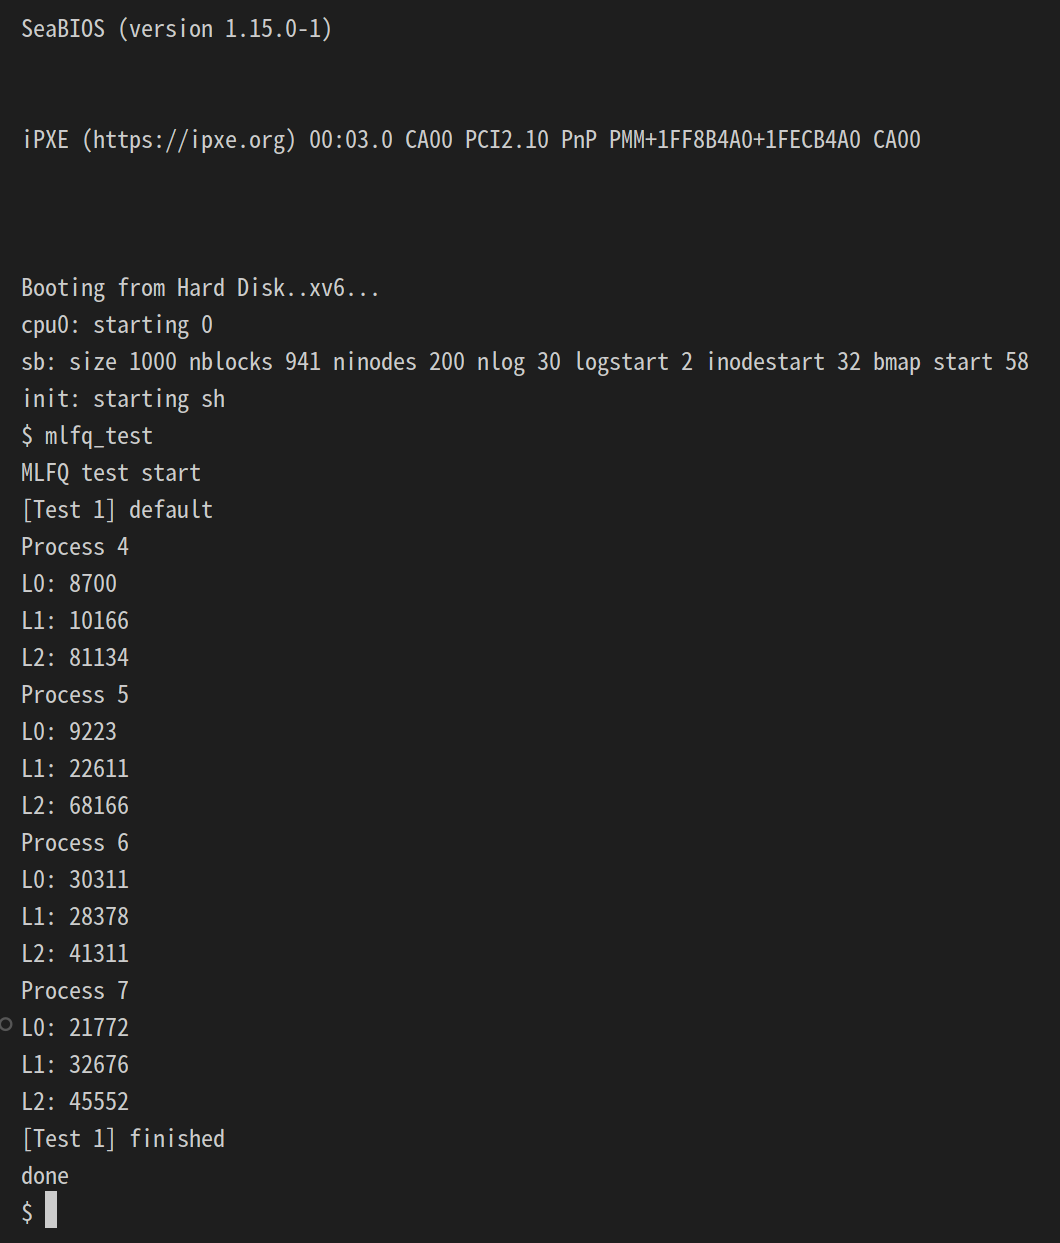 SeaBIOS (version 1.15.0-1)
iPXE (https://ipxe.org) 00:03.0 CA00 PCI2.10 PnP PMM+1FF8B4A0+1FECB4A0 CA00
Booting from Hard Disk..xv6...
cpu0: starting 0
sb: size 1000 nblocks 941 ninodes 200 nlog 30 logstart 2 inodestart 32 bmap start 58
init: starting sh
$ mlfq_test
MLFQ test start
[Test 1] default
Process 4
L0: 8700
L1: 10166
L2: 81134
Process 5
L0: 9223
L1: 22611
L2: 68166
Process 6
L0: 30311
L1: 28378
L2: 41311
Process 7
L0: 21772
L1: 32676
L2: 45552
[Test 1] finished
done
$